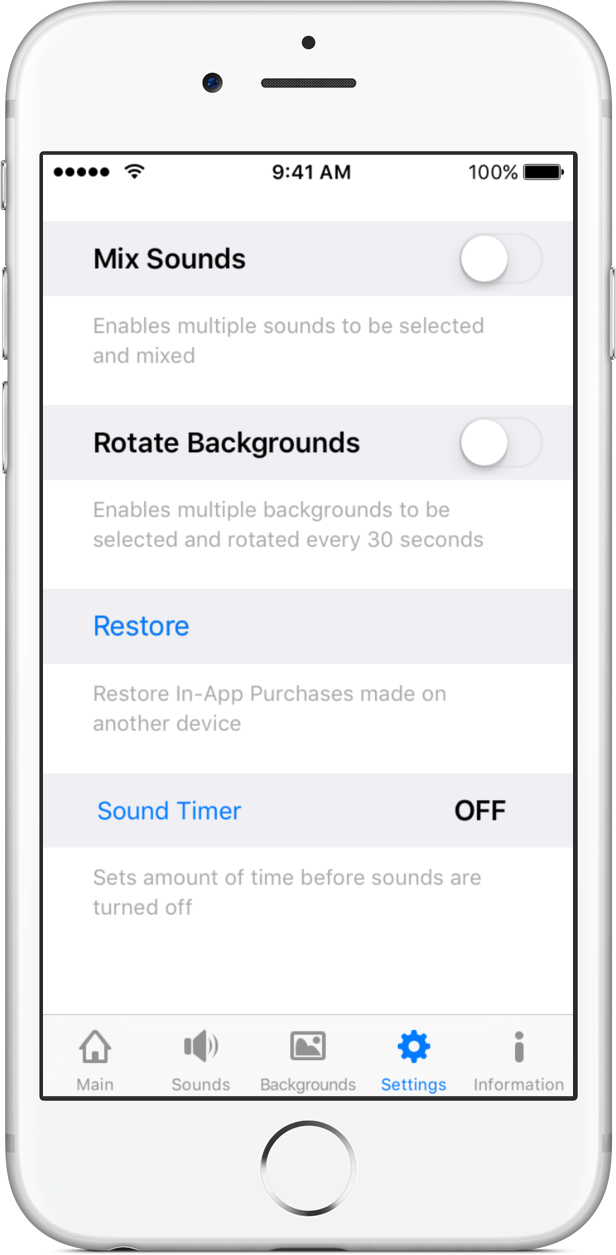 9:41 AM 100%
Mix Sounds
Enables multiple sounds to be selected
and mixed
Rotate Backgrounds
Enables multiple backgrounds to be
selected and rotated every 30 seconds
Restore
Restore In-App Purchases made on
another device
Sound Timer OFF
Sets amount of time before sounds are
turned off
Main Sounds Backgrounds Settings Information